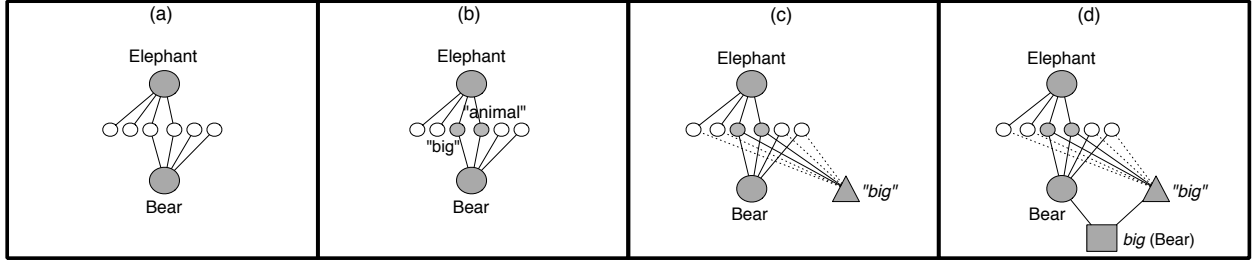 (a)
Elephant
Bear
(b)
Elephant
"animal"
"big"
Bear
(c)
Elephant
Bear
"big"
(d)
Elephant
Bear
"big"
big (Bear)